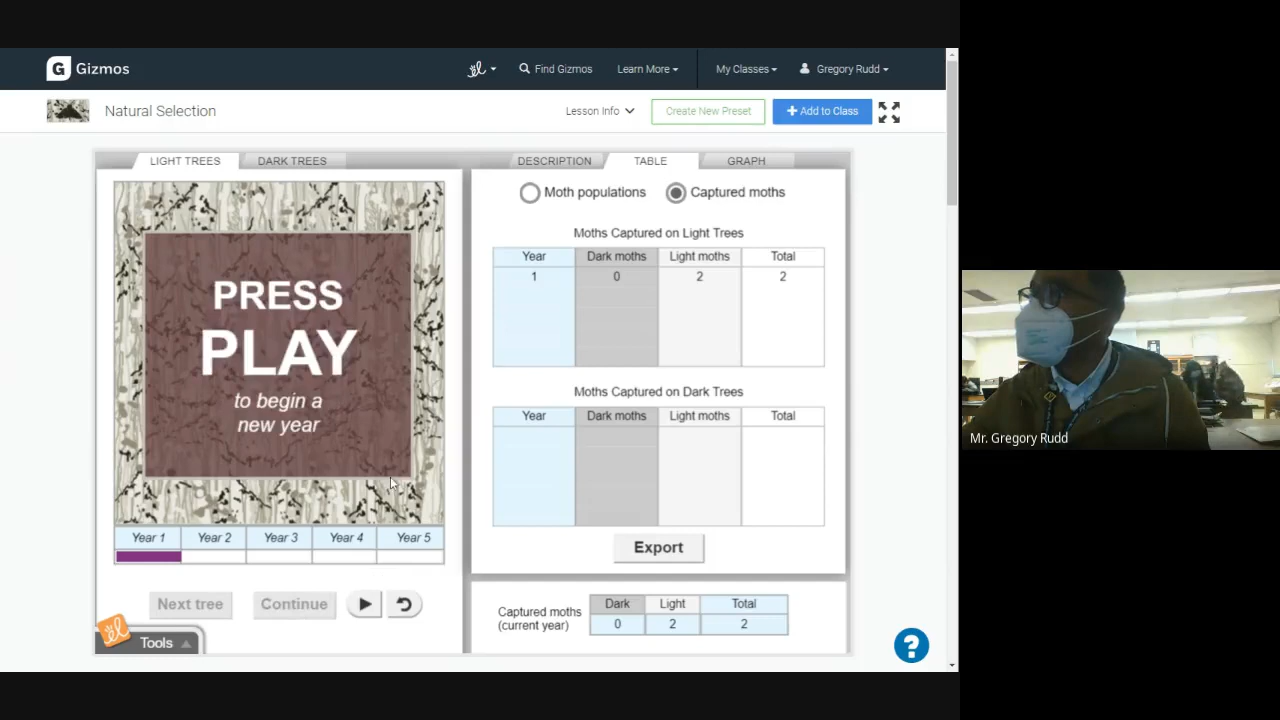 G Gizmos
Find Gizmos
Learn More
My Classes
Gregory Rudd
Natural Selection
Lesson Info
Create New Preset
+ Add to Class
LIGHT TREES
DARK TREES
DESCRIPTION
TABLE
GRAPH
PRESS
PLAY
to begin a
new year
Year 1 Year 2 Year 3 Year 4 Year 5
Next tree
Continue
Tools
Moth populations
Captured moths
Moths Captured on Light Trees
Year Dark moths Light moths Total
1 0 2 2
Moths Captured on Dark Trees
Year Dark moths Light moths Total
Export
Captured moths
(current year)
Dark Light Total
0 2 2
?
Mr. Gregory Rudd